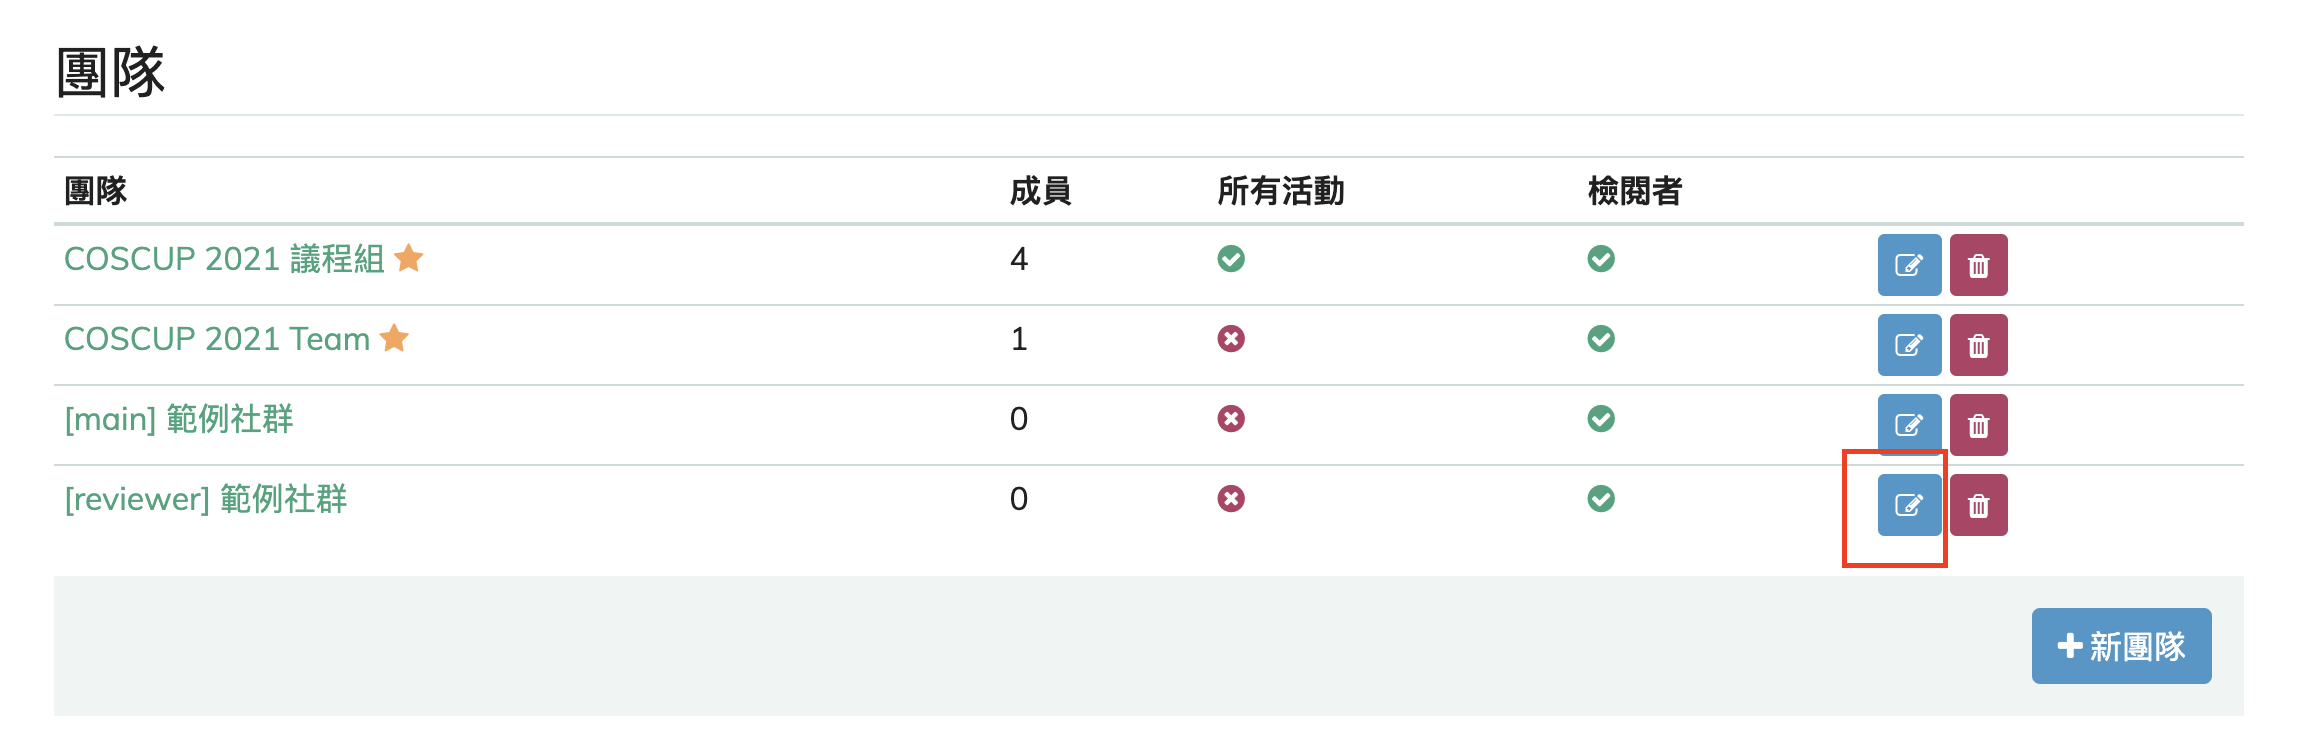 團隊
團隊 成員 所有活動 檢閱者
COSCUP 2021 議程組 4
COSCUP 2021 Team 1
[main] 範例社群 0
[reviewer] 範例社群 0
新團隊